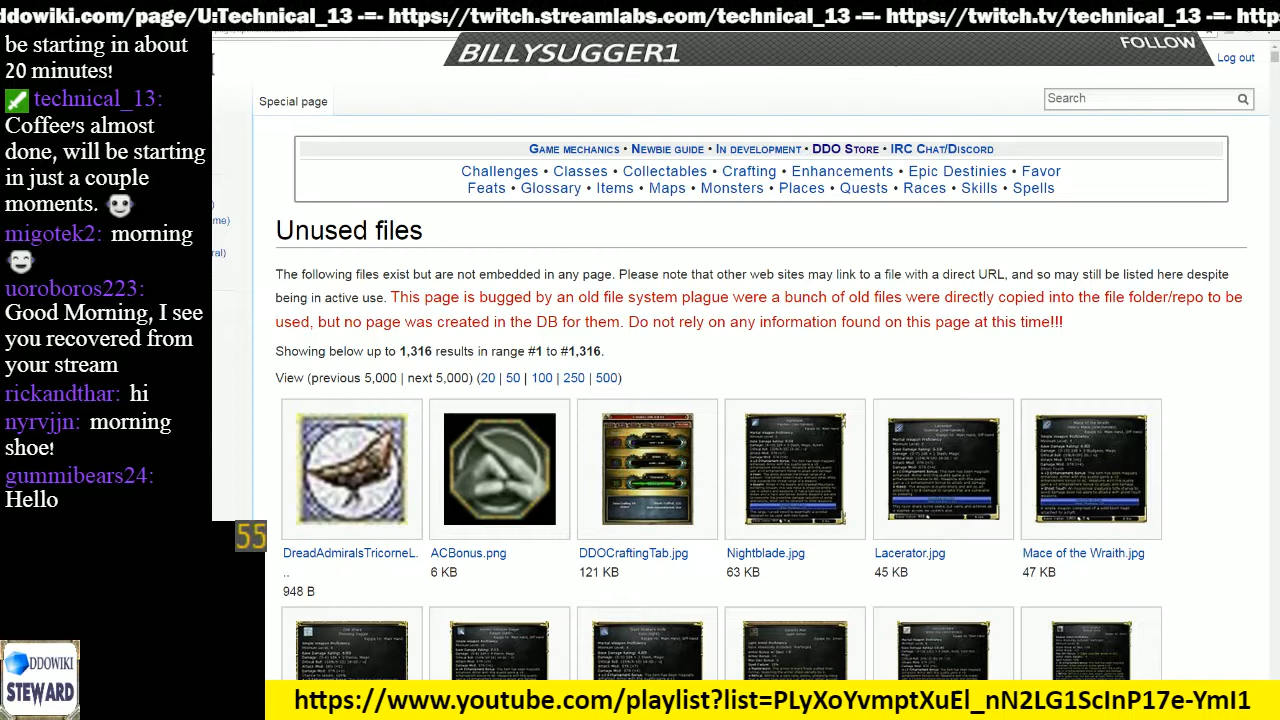 ddowiki.com/page/U:Technical_13 -=- https://twitch.streamlabs.com/technical_13 -=- https://twitch.tv/technical_13 -=- http
be starting in about
20 minutes!
technical_13:
Coffee's almost
done, will be starting
in just a couple
moments.
migotek2: morning
uoroboros223:
Good Morning, I see
you recovered from
your stream
rickandthar: hi
nyrvjjn: morning
shoe!
gummibears24:
Hello
55
DDOWIKI
STEWARD
BILLYSUGGER1
FOLLOW
Log out
Special page
Search
GAME MECHANICS • NEWBIE GUIDE • IN DEVELOPMENT • DDO STORE • IRC CHAT/DISCORD
Challenges • Classes • Collectables • Crafting • Enhancements • Epic Destinies • Favor
Feats • Glossary • Items • Maps • Monsters • Places • Quests • Races • Skills • Spells
Unused files
The following files exist but are not embedded in any page. Please note that other web sites may link to a file with a direct URL, and so may still be listed here despite
being in active use. This page is bugged by an old file system plague were a bunch of old files were directly copied into the file folder/repo to be
used, but no page was created in the DB for them. Do not rely on any information found on this page at this time!!!
Showing below up to 1,316 results in range #1 to #1,316.
View (previous 5,000 | next 5,000) (20 | 50 | 100 | 250 | 500)
DreadAdmiralsTricorneL. ACBonus.png DDOCraftingTab.jpg Nightblade.jpg Lacerator.jpg Mace of the Wraith.jpg
.. 6 KB 121 KB 63 KB 45 KB 47 KB
948 B
https://www.youtube.com/playlist?list=PLyXoYvmptXuEl_nN2LG1ScInP17e-YmI1